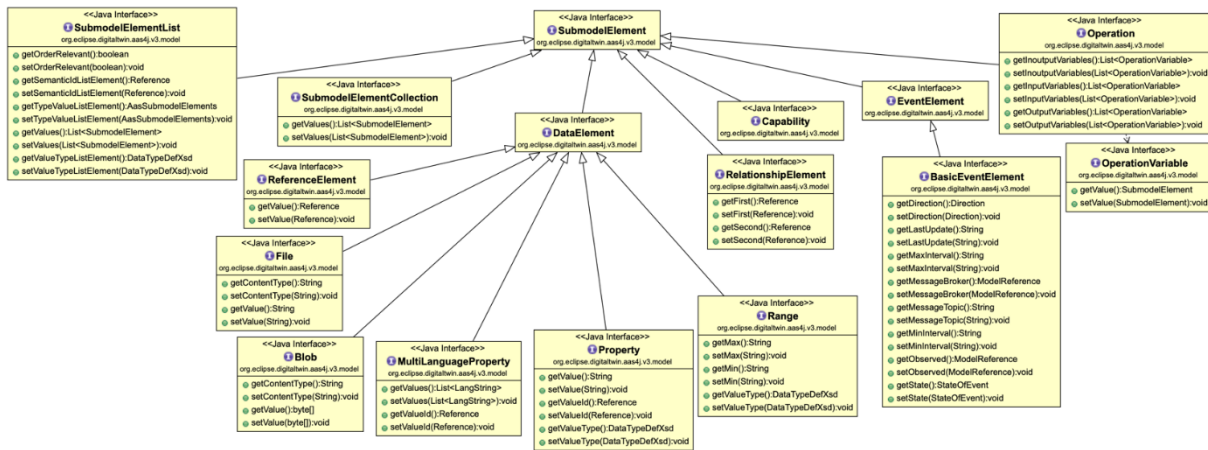 <<Java Interface>>
SubmodelElementList
org.eclipse.digitaltwin.aas4j.v3.model
getOrderRelevant():boolean
setOrderRelevant(boolean):void
getSemanticIdListElement():Reference
setSemanticIdListElement(Reference):void
getTypeValueListElement():AasSubmodelElements
setTypeValueListElement(AasSubmodelElements):void
getValues():List<SubmodelElement>
setValues(List<SubmodelElement>):void
getValueTypeListElement():DataTypeDefXsd
setValueTypeListElement(DataTypeDefXsd):void
<<Java Interface>>
SubmodelElement
org.eclipse.digitaltwin.aas4j.v3.model
<<Java Interface>>
Operation
org.eclipse.digitaltwin.aas4j.v3.model
getInoutputVariables():List<OperationVariable>
setInoutputVariables(List<OperationVariable>):void
getInputVariables():List<OperationVariable>
setInputVariables(List<OperationVariable>):void
getOutputVariables():List<OperationVariable>
setOutputVariables(List<OperationVariable>):void
<<Java Interface>>
SubmodelElementCollection
org.eclipse.digitaltwin.aas4j.v3.model
getValues():List<SubmodelElement>
setValues(List<SubmodelElement>):void
<<Java Interface>>
DataElement
org.eclipse.digitaltwin.aas4j.v3.model
<<Java Interface>>
Capability
org.eclipse.digitaltwin.aas4j.v3.model
<<Java Interface>>
EventElement
org.eclipse.digitaltwin.aas4j.v3.model
<<Java Interface>>
OperationVariable
org.eclipse.digitaltwin.aas4j.v3.model
getValue():SubmodelElement
setValue(SubmodelElement):void
<<Java Interface>>
ReferenceElement
org.eclipse.digitaltwin.aas4j.v3.model
getValue():Reference
setValue(Reference):void
<<Java Interface>>
RelationshipElement
org.eclipse.digitaltwin.aas4j.v3.model
getFirst():Reference
setFirst(Reference):void
getSecond():Reference
setSecond(Reference):void
<<Java Interface>>
BasicEventElement
org.eclipse.digitaltwin.aas4j.v3.model
getDirection():Direction
setDirection(Direction):void
getLastUpdate():String
setLastUpdate(String):void
getMaxInterval():String
setMaxInterval(String):void
getMessageBroker():ModelReference
setMessageBroker(ModelReference):void
getMessageTopic():String
setMessageTopic(String):void
getMinInterval():String
setMinInterval(String):void
getObserved():ModelReference
setObserved(ModelReference):void
getState():StateOfEvent
setState(StateOfEvent):void
<<Java Interface>>
File
org.eclipse.digitaltwin.aas4j.v3.model
getContentType():String
setContentType(String):void
getValue():String
setValue(String):void
<<Java Interface>>
Blob
org.eclipse.digitaltwin.aas4j.v3.model
getContentType():String
setContentType(String):void
getValue():byte[]
setValue(byte[]):void
<<Java Interface>>
MultiLanguageProperty
org.eclipse.digitaltwin.aas4j.v3.model
getValues():List<LangString>
setValues(List<LangString>):void
getValueId():Reference
setValueId(Reference):void
<<Java Interface>>
Property
org.eclipse.digitaltwin.aas4j.v3.model
getValue():String
setValue(String):void
getValueId():Reference
setValueId(Reference):void
getValueType():DataTypeDefXsd
setValueType(DataTypeDefXsd):void
<<Java Interface>>
Range
org.eclipse.digitaltwin.aas4j.v3.model
getMax():String
setMax(String):void
getMin():String
setMin(String):void
getValueType():DataTypeDefXsd
setValueType(DataTypeDefXsd):void